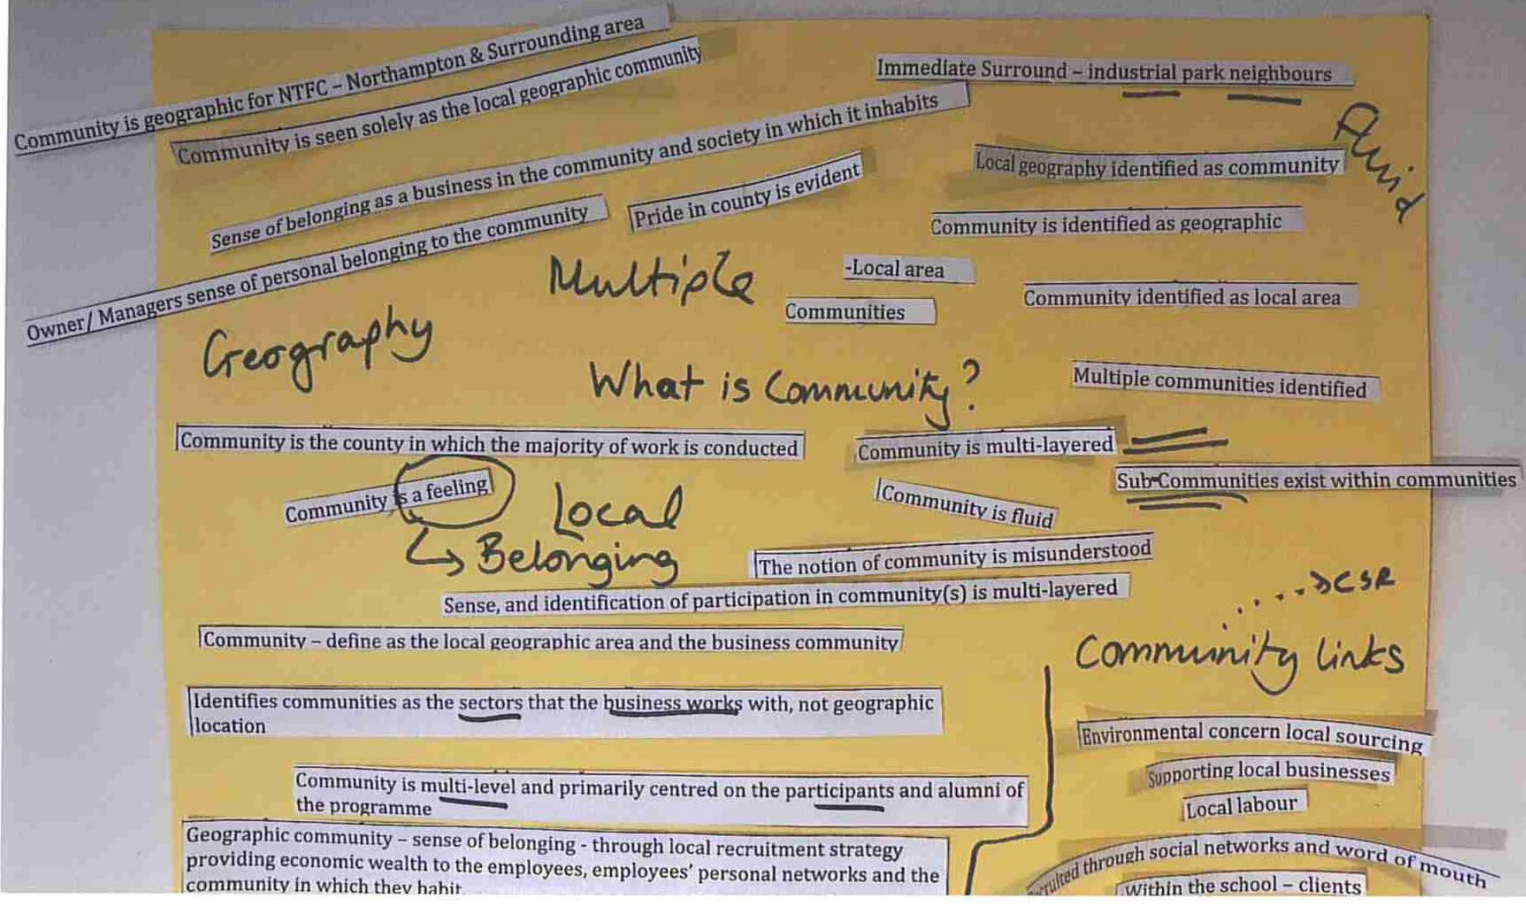 Community is geographic for NTFC – Northampton & Surrounding area
Community is seen solely as the local geographic community
Immediate Surround – industrial park neighbours
Fluid
Sense of belonging as a business in the community and society in which it inhabits
Local geography identified as community
Pride in county is evident
Community is identified as geographic
Owner/ Managers sense of personal belonging to the community
Multiple
-Local area
Communities
Community identified as local area
Geography
What is Community?
Multiple communities identified
Community is the county in which the majority of work is conducted
Community is multi-layered
Sub-Communities exist within communities
Community is a feeling
Local
Community is fluid
↳ Belonging
The notion of community is misunderstood
Sense, and identification of participation in community(s) is multi-layered
CSR
Community – define as the local geographic area and the business community
Community links
Identifies communities as the sectors that the business works with, not geographic
location
Environmental concern local sourcing
Supporting local businesses
Local labour
Community is multi-level and primarily centred on the participants and alumni of
the programme
Geographic community – sense of belonging - through local recruitment strategy
providing economic wealth to the employees, employees' personal networks and the
community in which they habit
through social networks and word of mouth
within the school – clients